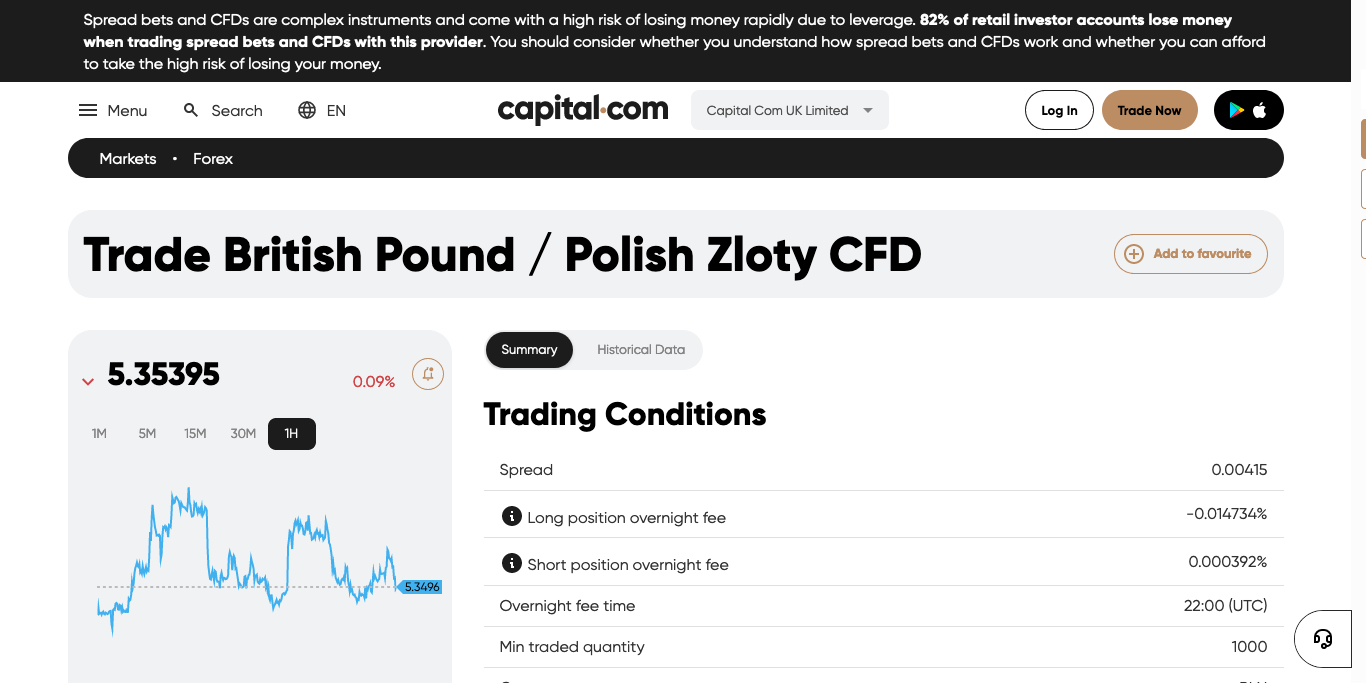 Spread bets and CFDs are complex instruments and come with a high risk of losing money rapidly due to leverage. 82% of retail investor accounts lose money
when trading spread bets and CFDs with this provider. You should consider whether you understand how spread bets and CFDs work and whether you can afford
to take the high risk of losing your money.
Menu
Search
EN
capital.com
Capital Com UK Limited
Log In
Trade Now
Markets • Forex
Trade British Pound / Polish Zloty CFD
Add to favourite
5.35395
0.09%
1M 5M 15M 30M 1H
5.3496
Summary
Historical Data
Trading Conditions
Spread 0.00415
Long position overnight fee -0.014734%
Short position overnight fee 0.000392%
Overnight fee time 22:00 (UTC)
Min traded quantity 1000